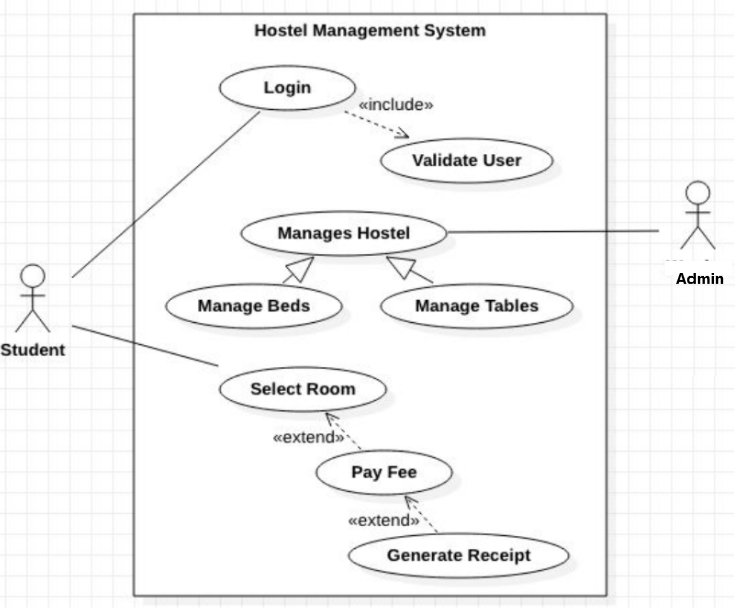 Hostel Management System
Login
«include»
Validate User
Manages Hostel
Manage Beds
Manage Tables
Admin
Student
Select Room
«extend»
Pay Fee
«extend»
Generate Receipt